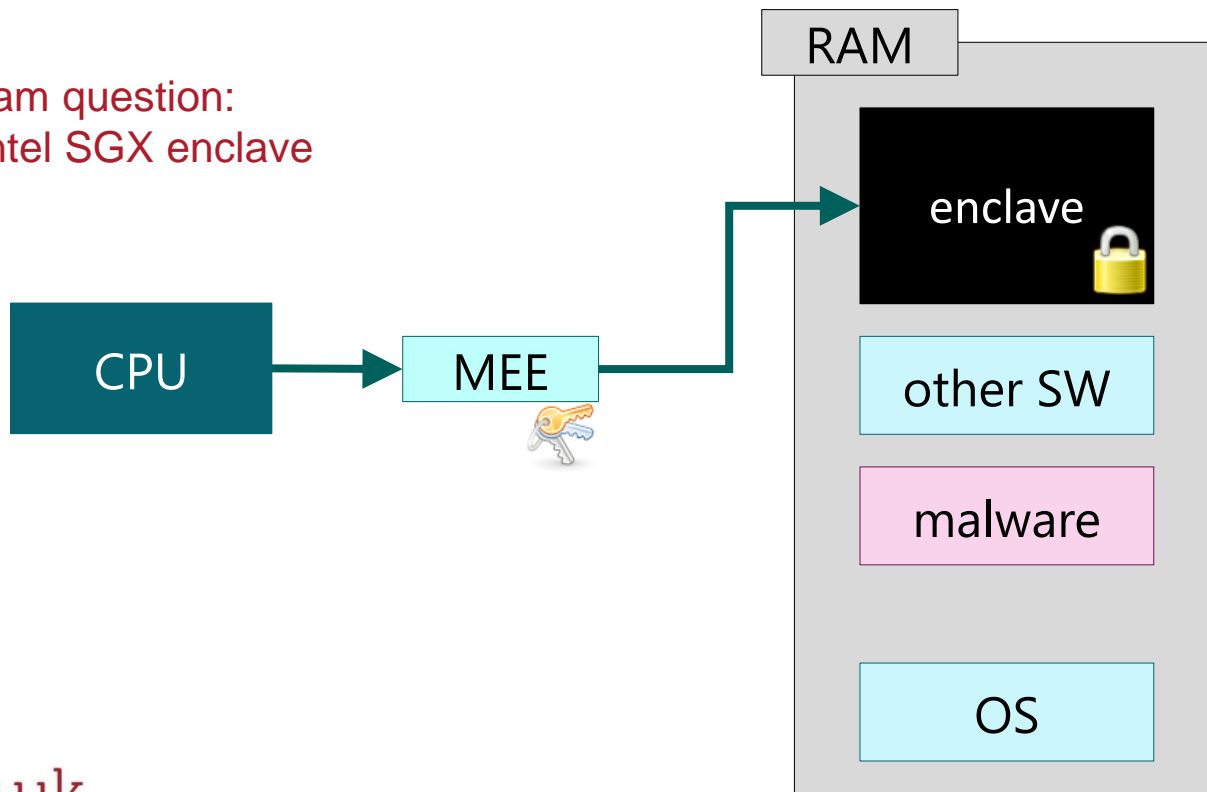 am question:
ntel SGX enclave
RAM
enclave
CPU
MEE
other SW
malware
OS